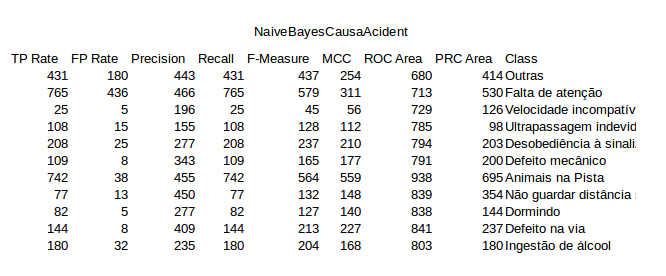 NaiveBayesCausaAcident
TP Rate FP Rate Precision Recall F-Measure MCC ROC Area PRC Area Class
431 180 443 431 437 254 680 414 Outras
765 436 466 765 579 311 713 530 Falta de atenção
25 5 196 25 45 56 729 126 Velocidade incompatív
108 15 155 108 128 112 785 98 Ultrapassagem indevid
208 25 277 208 237 210 794 203 Desobediência à sinali
109 8 343 109 165 177 791 200 Defeito mecânico
742 38 455 742 564 559 938 695 Animais na Pista
77 13 450 77 132 148 839 354 Não guardar distância
82 5 277 82 127 140 838 144 Dormindo
144 8 409 144 213 227 841 237 Defeito na via
180 32 235 180 204 168 803 180 Ingestão de álcool